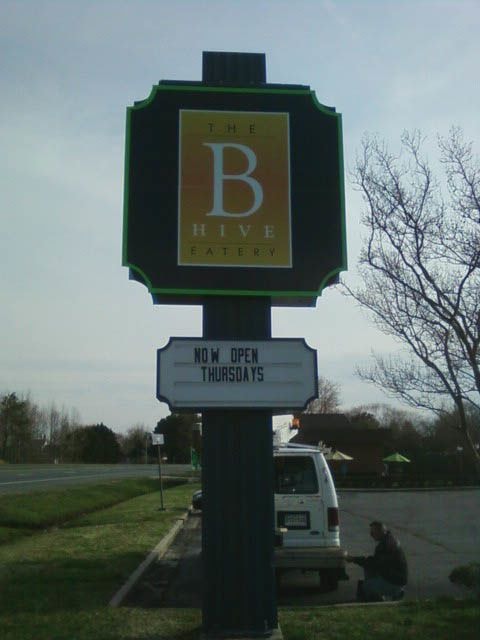 THE
B
HIVE
EATERY
NOW OPEN
THURSDAYS